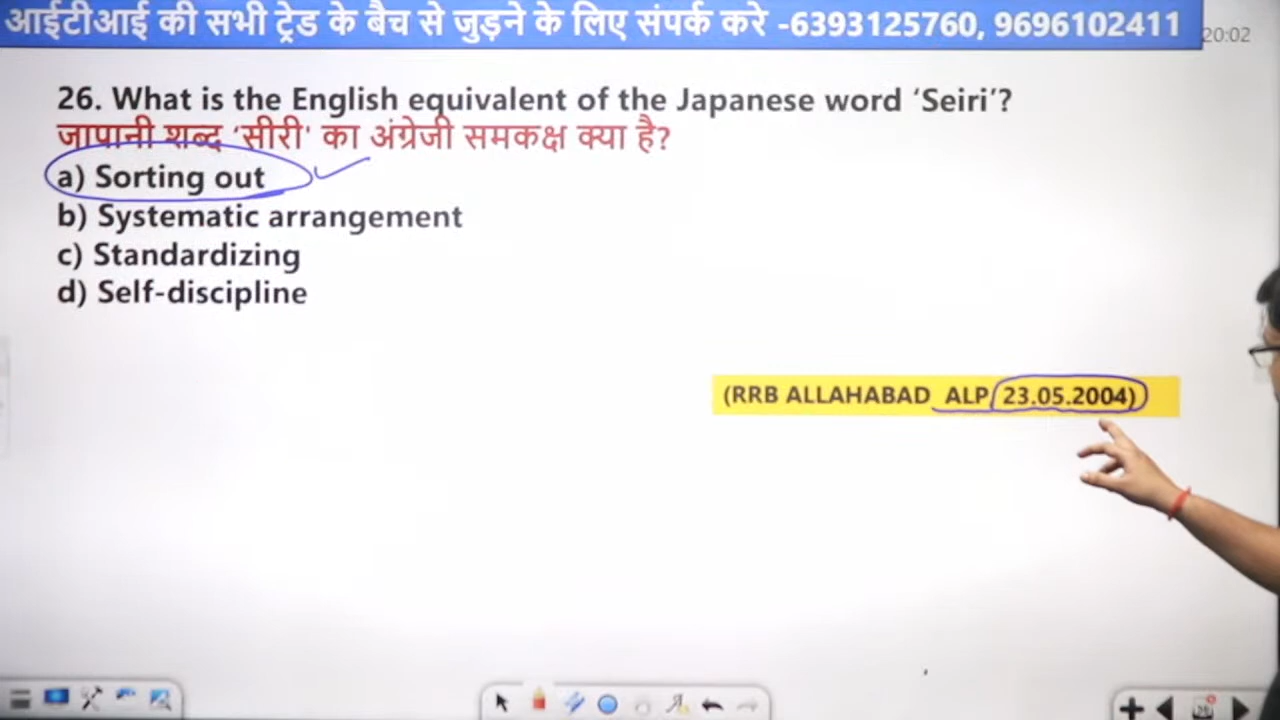 आईटीआई की सभी ट्रेड के बैच से जुड़ने के लिए संपर्क करे -6393125760, 9696102411
20:02
26. What is the English equivalent of the Japanese word ‘Seiri’?
जापानी शब्द 'सीरी' का अंग्रेजी समकक्ष क्या है?
a) Sorting out
b) Systematic arrangement
c) Standardizing
d) Self-discipline
(RRB ALLAHABAD ALP 23.05.2004)